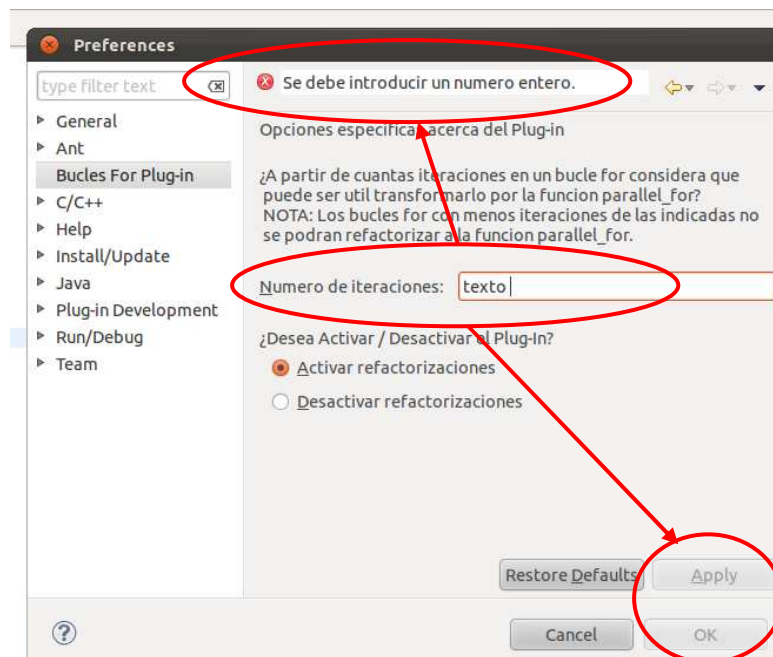 Preferences
type filter text
Se debe introducir un numero entero.
General
Ant
Bucles For Plug-in
C/C++
Help
Install/Update
Java
Plug-in Development
Run/Debug
Team
Opciones especificas acerca del Plug-in
¿A partir de cuantas iteraciones en un bucle for considera que
puede ser util transformarlo por la funcion parallel_for?
NOTA: Los bucles for con menos iteraciones de las indicadas no
se podran refactorizar a la funcion parallel_for.
Numero de iteraciones: texto
¿Desea Activar / Desactivar el Plug-In?
Activar refactorizaciones
Desactivar refactorizaciones
Restore Defaults Apply
Cancel OK